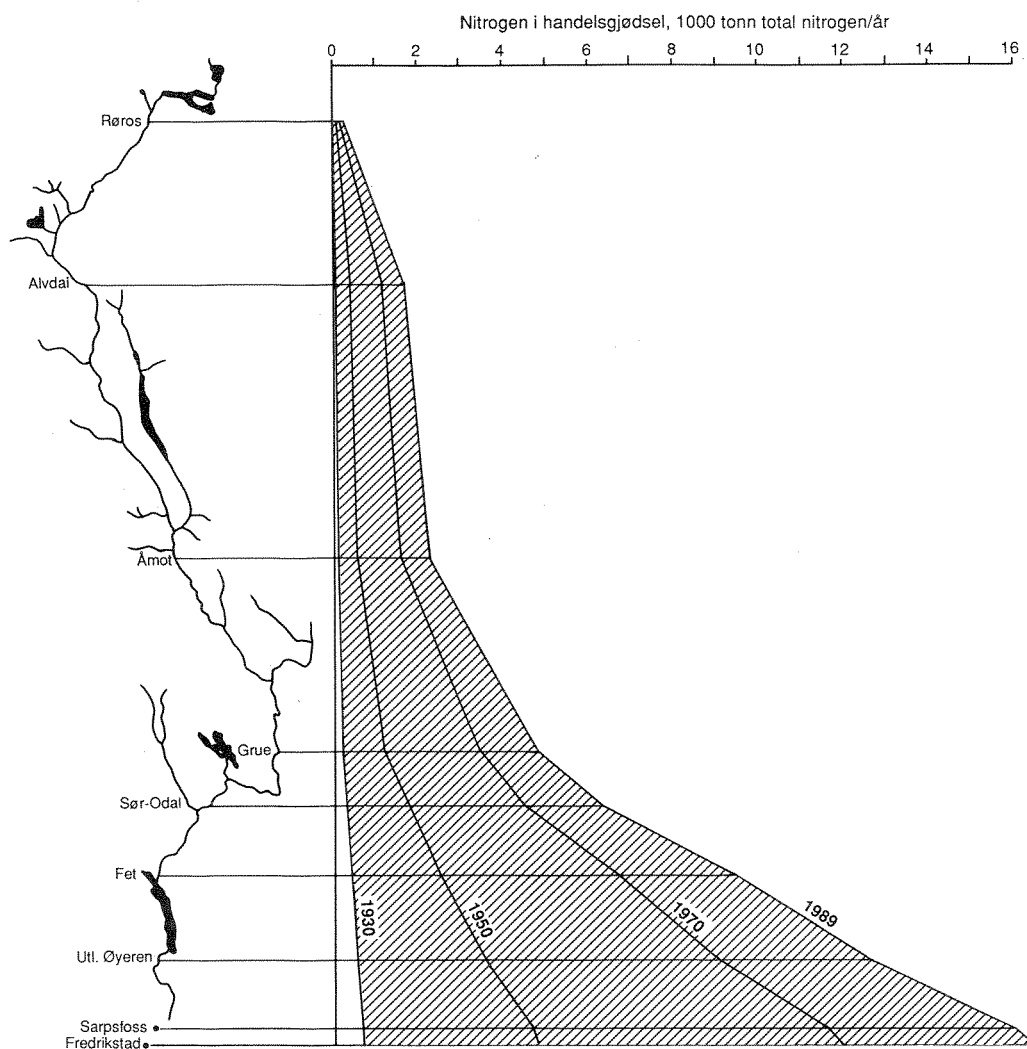 Nitrogen i handelsgjødsel, 1000 tonn total nitrogen/år
0 2 4 6 8 10 12 14 16
Røros
Alvdai
Åmot
Grue
Sør-Odal
Fet
1930
1950
1970
1989
Utl. Øyeren
Sarpsfoss
Fredrikstad